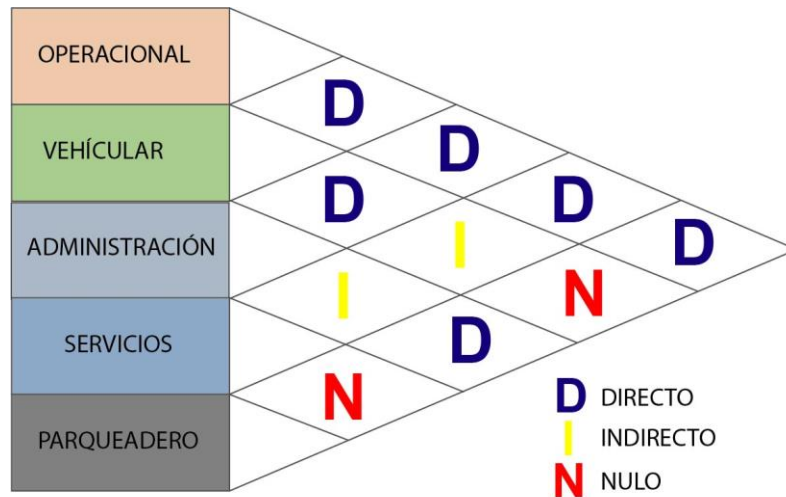 OPERACIONAL
D
VEHÍCULAR
D
D
D
ADMINISTRACIÓN
I
D
I
N
SERVICIOS
D
N
PARQUEADERO
D DIRECTO
I INDIRECTO
N NULO